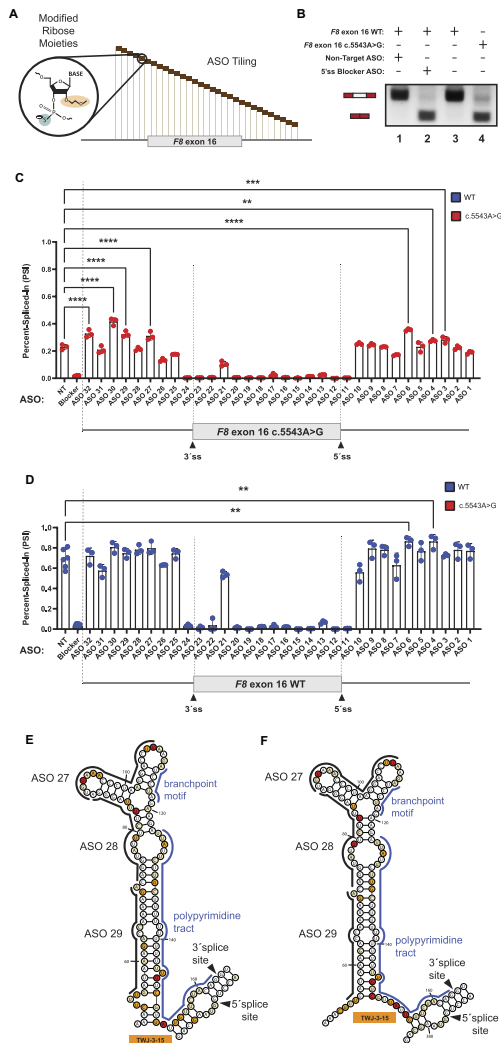 A
Modified
Ribose
Moieties
BASE
ASO Tiling
F8 exon 16
B
F8 exon 16 WT: + + +
F8 exon 16 c.5543A>G: +
Non-Target ASO: +
5'ss Blocker ASO: +
1 2 3 4
C
WT
c.5543A>G
***
**
****
****
****
****
****
Percent-Spliced-In (PSI)
1.0
0.8
0.6
0.4
0.2
0.0
ASO:
NT
Blocker
ASO 32
ASO 31
ASO 30
ASO 29
ASO 28
ASO 27
ASO 26
ASO 25
ASO 24
ASO 23
ASO 22
ASO 21
ASO 20
ASO 19
ASO 18
ASO 17
ASO 16
ASO 15
ASO 14
ASO 13
ASO 12
ASO 11
ASO 10
ASO 9
ASO 8
ASO 7
ASO 6
ASO 5
ASO 4
ASO 3
ASO 2
ASO 1
F8 exon 16 c.5543A>G
3´ss
5´ss
D
WT
c.5543A>G
**
**
Percent-Spliced-In (PSI)
1.0
0.8
0.6
0.4
0.2
0.0
ASO:
NT
Blocker
ASO 32
ASO 31
ASO 30
ASO 29
ASO 28
ASO 27
ASO 26
ASO 25
ASO 24
ASO 23
ASO 22
ASO 21
ASO 20
ASO 19
ASO 18
ASO 17
ASO 16
ASO 15
ASO 14
ASO 13
ASO 12
ASO 11
ASO 10
ASO 9
ASO 8
ASO 7
ASO 6
ASO 5
ASO 4
ASO 3
ASO 2
ASO 1
F8 exon 16 WT
3´ss
5´ss
E
ASO 27
branchpoint
motif
ASO 28
ASO 29
polypyrimidine
tract
3´splice
site
5´splice
site
TWJ-3-15
F
ASO 27
branchpoint
motif
ASO 28
ASO 29
polypyrimidine
tract
3´splice
site
5´splice
site
TWJ-3-15